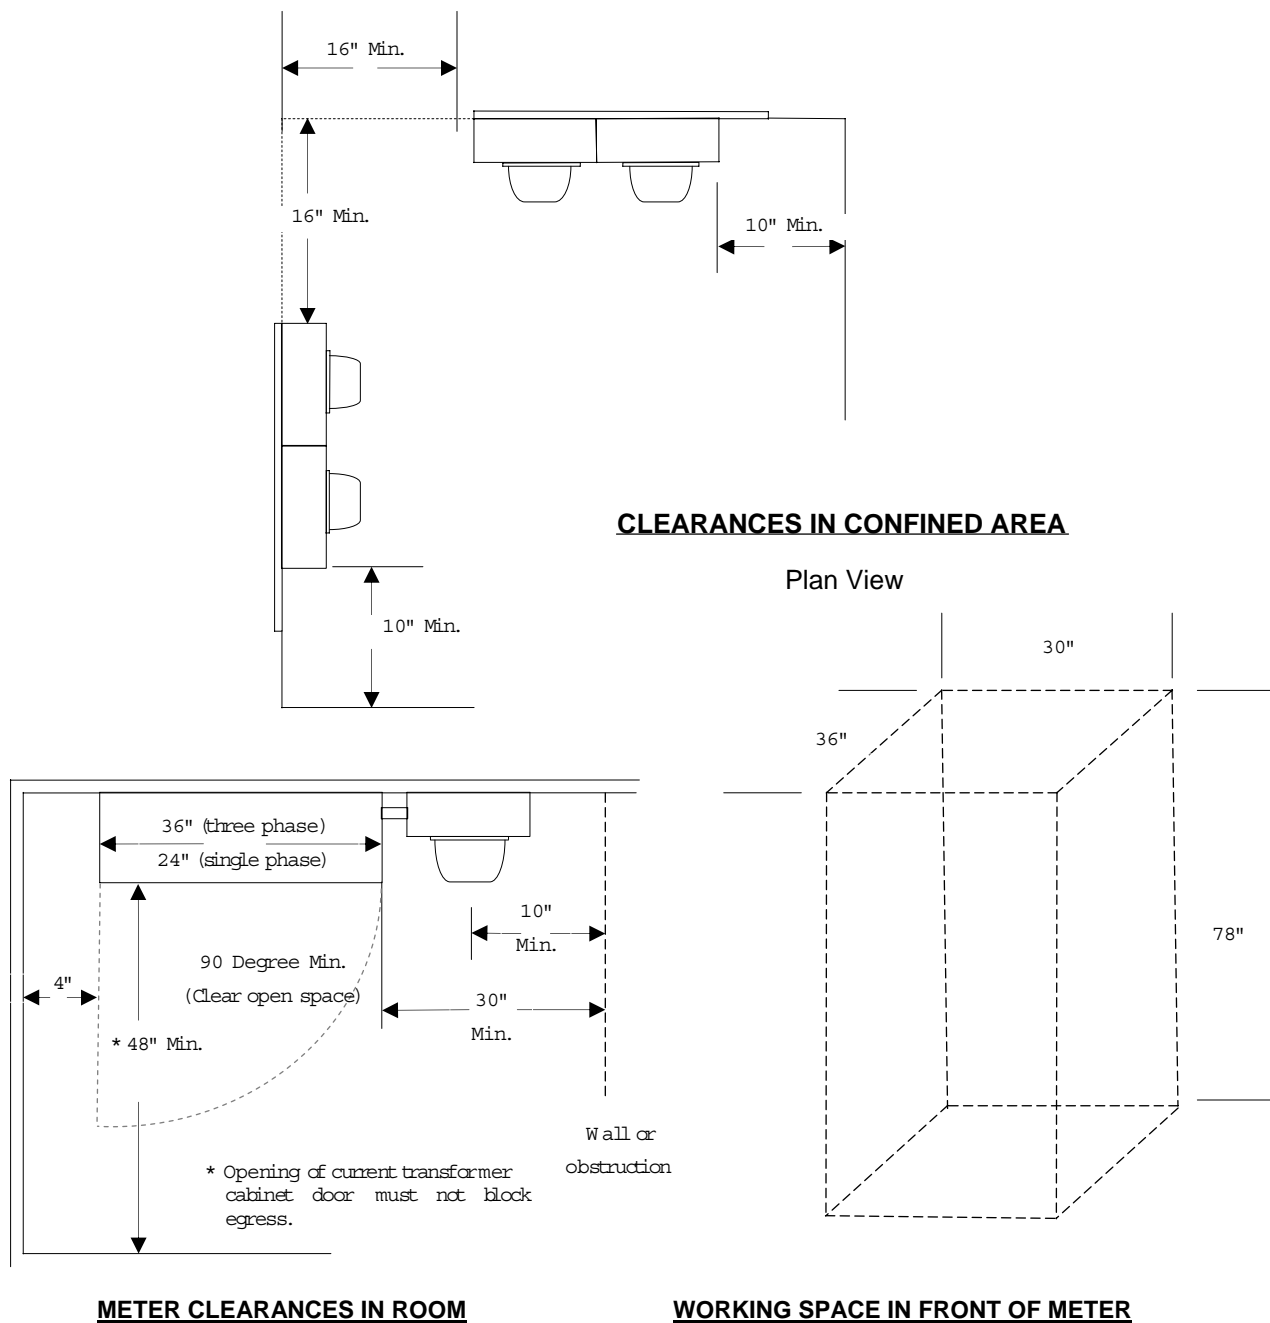 16" Min.
16" Min.
10" Min.
CLEARANCES IN CONFINED AREA
Plan View
10" Min.
30"
36"
78"
36" (three phase)
24" (single phase)
10"
Min.
90 Degree Min.
(Clear open space)
4"
30"
Min.
* 48" Min.
Wall or
obstruction
* Opening of current transformer
cabinet door must not block
egress.
METER CLEARANCES IN ROOM
WORKING SPACE IN FRONT OF METER